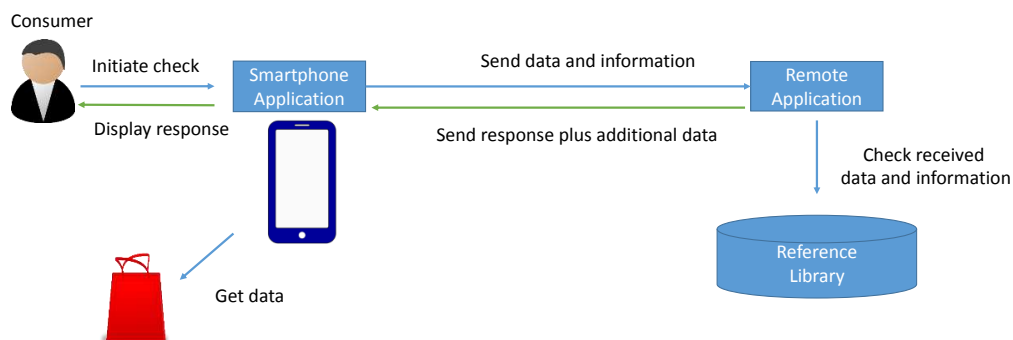 Consumer
Initiate check
Smartphone
Application
Send data and information
Remote
Application
Display response
Send response plus additional data
Check received
data and information
Reference
Library
Get data